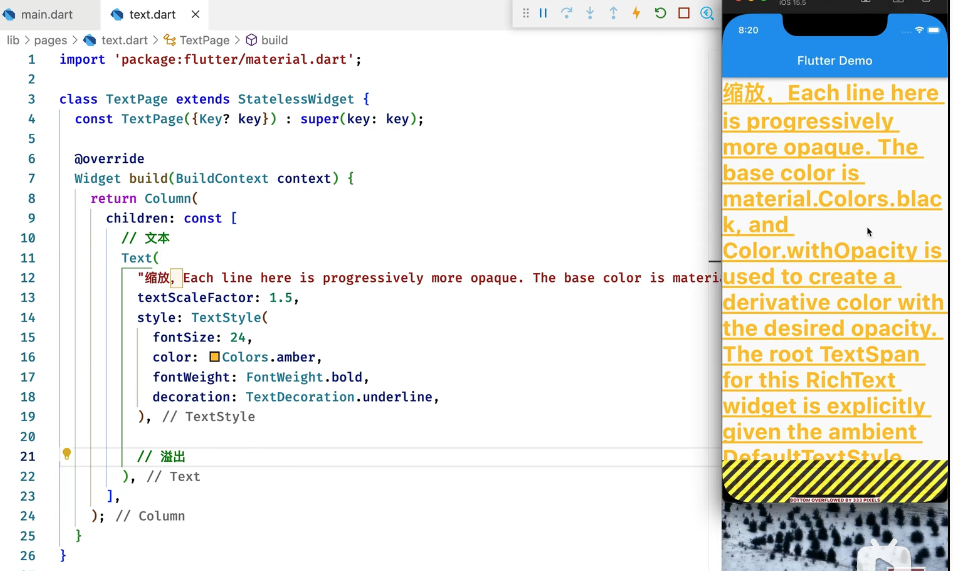 main.dart
text.dart
iOS 16.5
lib > pages > text.dart > TextPage > build
1 import 'package:flutter/material.dart';
2
3 class TextPage extends StatelessWidget {
4 const TextPage({Key? key}) : super(key: key);
5
6 @override
7 Widget build(BuildContext context) {
8 return Column(
9 children: const [
10 // 文本
11 Text(
12 "缩放，Each line here is progressively more opaque. The base color is materi
13 textScaleFactor: 1.5,
14 style: TextStyle(
15 fontSize: 24,
16 color: Colors.amber,
17 fontWeight: FontWeight.bold,
18 decoration: TextDecoration.underline,
19 ), // TextStyle
20
21 // 溢出
22 ), // Text
23 ],
24 ); // Column
25 }
26 }
8:20
Flutter Demo
缩放，Each line here
is progressively
more opaque. The
base color is
material.Colors.blac
k, and
Color.withOpacity is
used to create a
derivative color with
the desired opacity.
The root TextSpan
for this RichText
widget is explicitly
given the ambient
DefaultTextStyle
BOTTOM OVERFLOWED BY 333 PIXELS